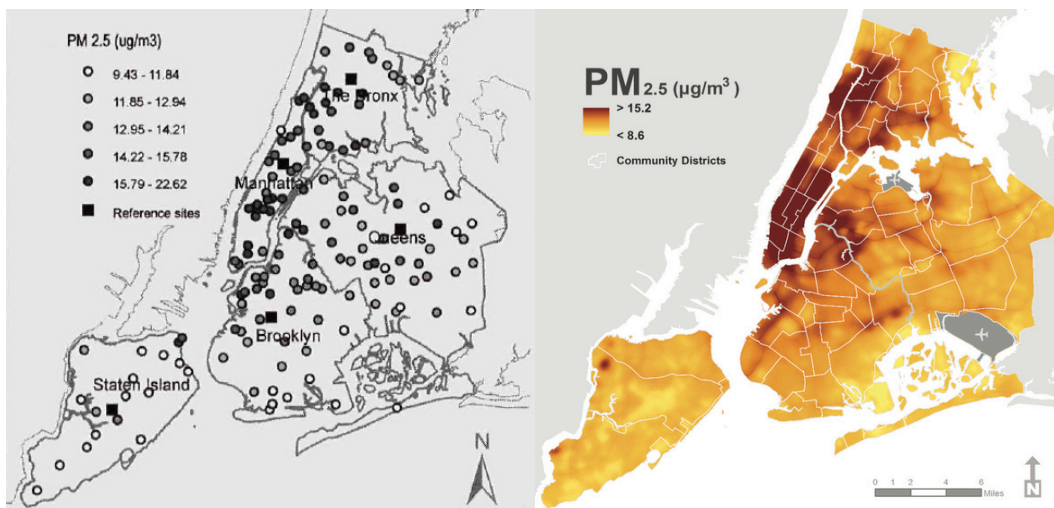 PM 2.5 (ug/m3)
9.43 - 11.84
11.85 - 12.94
12.95 - 14.21
14.22 - 15.78
15.79 - 22.62
Reference sites
The Bronx
Manhattan
Queens
Brooklyn
Staten Island
N
PM2.5 (µg/m³)
> 15.2
< 8.6
Community Districts
0 1 2 4 6
Miles
N